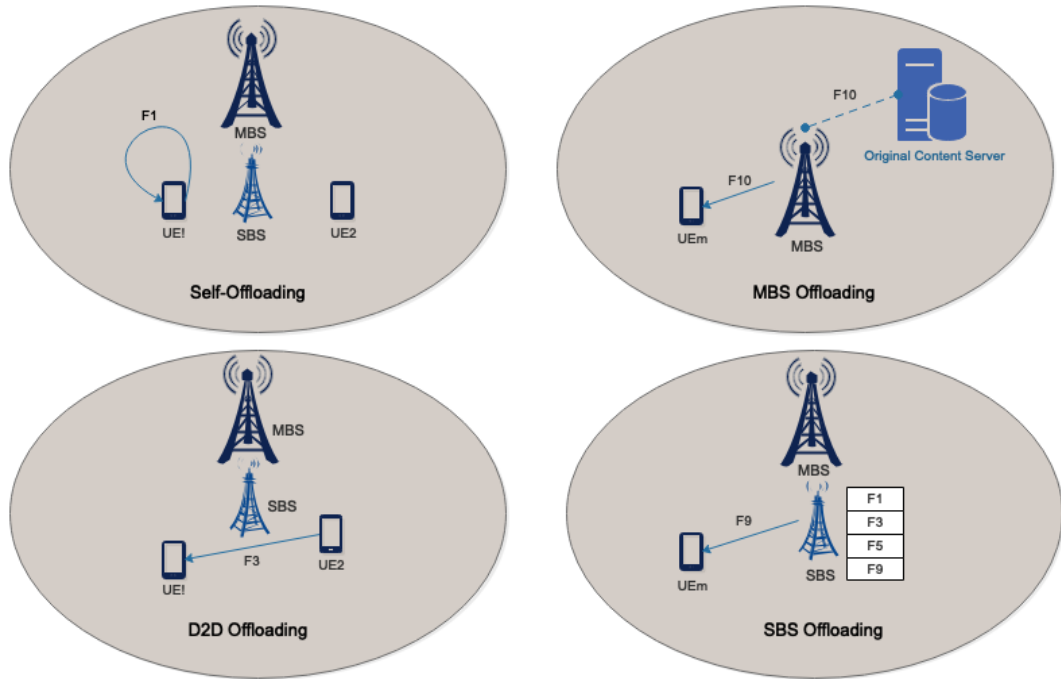 F1
MBS
UE!
SBS
UE2
Self-Offloading
F10
Original Content Server
F10
UEm
MBS
MBS Offloading
MBS
SBS
F3
UE2
UE!
D2D Offloading
MBS
F1
F3
F5
F9
F9
SBS
UEm
SBS Offloading